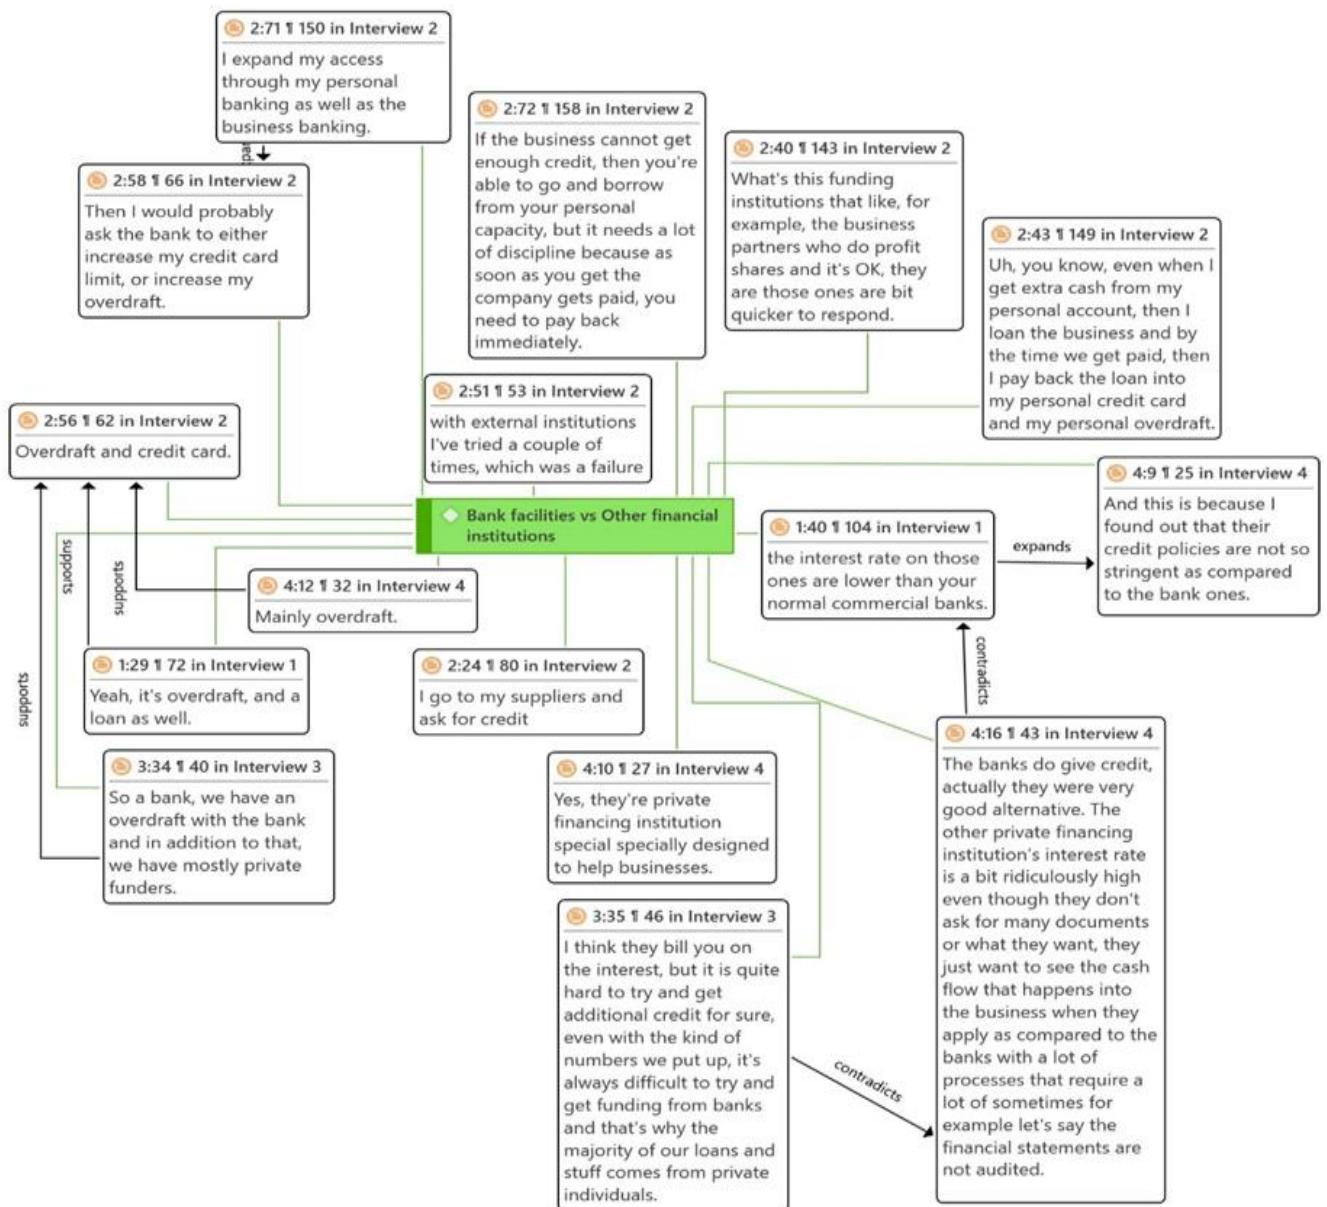 2:71 ¶ 150 in Interview 2
I expand my access
through my personal
banking as well as the
business banking.
2:72 ¶ 158 in Interview 2
If the business cannot get
enough credit, then you're
able to go and borrow
from your personal
capacity, but it needs a lot
of discipline because as
soon as you get the
company gets paid, you
need to pay back
immediately.
2:40 ¶ 143 in Interview 2
What's this funding
institutions that like, for
example, the business
partners who do profit
shares and it's OK, they
are those ones are bit
quicker to respond.
2:58 ¶ 66 in Interview 2
Then I would probably
ask the bank to either
increase my credit card
limit, or increase my
overdraft.
2:43 ¶ 149 in Interview 2
Uh, you know, even when I
get extra cash from my
personal account, then I
loan the business and by
the time we get paid, then
I pay back the loan into
my personal credit card
and my personal overdraft.
2:51 ¶ 53 in Interview 2
with external institutions
I've tried a couple of
times, which was a failure
2:56 ¶ 62 in Interview 2
Overdraft and credit card.
Bank facilities vs Other financial
institutions
1:40 ¶ 104 in Interview 1
the interest rate on those
ones are lower than your
normal commercial banks.
expands
4:9 ¶ 25 in Interview 4
And this is because I
found out that their
credit policies are not so
stringent as compared
to the bank ones.
supports
supports
supports
4:12 ¶ 32 in Interview 4
Mainly overdraft.
1:29 ¶ 72 in Interview 1
Yeah, it's overdraft, and a
loan as well.
2:24 ¶ 80 in Interview 2
I go to my suppliers and
ask for credit
contradicts
3:34 ¶ 40 in Interview 3
So a bank, we have an
overdraft with the bank
and in addition to that,
we have mostly private
funders.
4:10 ¶ 27 in Interview 4
Yes, they're private
financing institution
special specially designed
to help businesses.
4:16 ¶ 43 in Interview 4
The banks do give credit,
actually they were very
good alternative. The
other private financing
institution's interest rate
is a bit ridiculously high
even though they don't
ask for many documents
or what they want, they
just want to see the cash
flow that happens into
the business when they
apply as compared to the
banks with a lot of
processes that require a
lot of sometimes for
example let's say the
financial statements are
not audited.
3:35 ¶ 46 in Interview 3
I think they bill you on
the interest, but it is quite
hard to try and get
additional credit for sure,
even with the kind of
numbers we put up, it's
always difficult to try and
get funding from banks
and that's why the
majority of our loans and
stuff comes from private
individuals.
contradicts